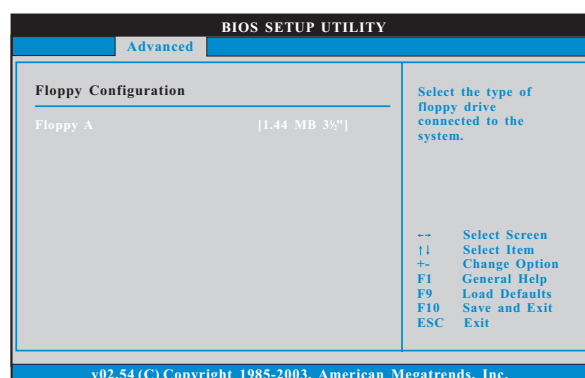 BIOS SETUP UTILITY
Advanced
Floppy Configuration
Floppy A [1.44 MB 3½"]
Select the type of
floppy drive
connected to the
system.
←→ Select Screen
↑↓ Select Item
+- Change Option
F1 General Help
F9 Load Defaults
F10 Save and Exit
ESC Exit
v02.54 (C) Copyright 1985-2003, American Megatrends, Inc.